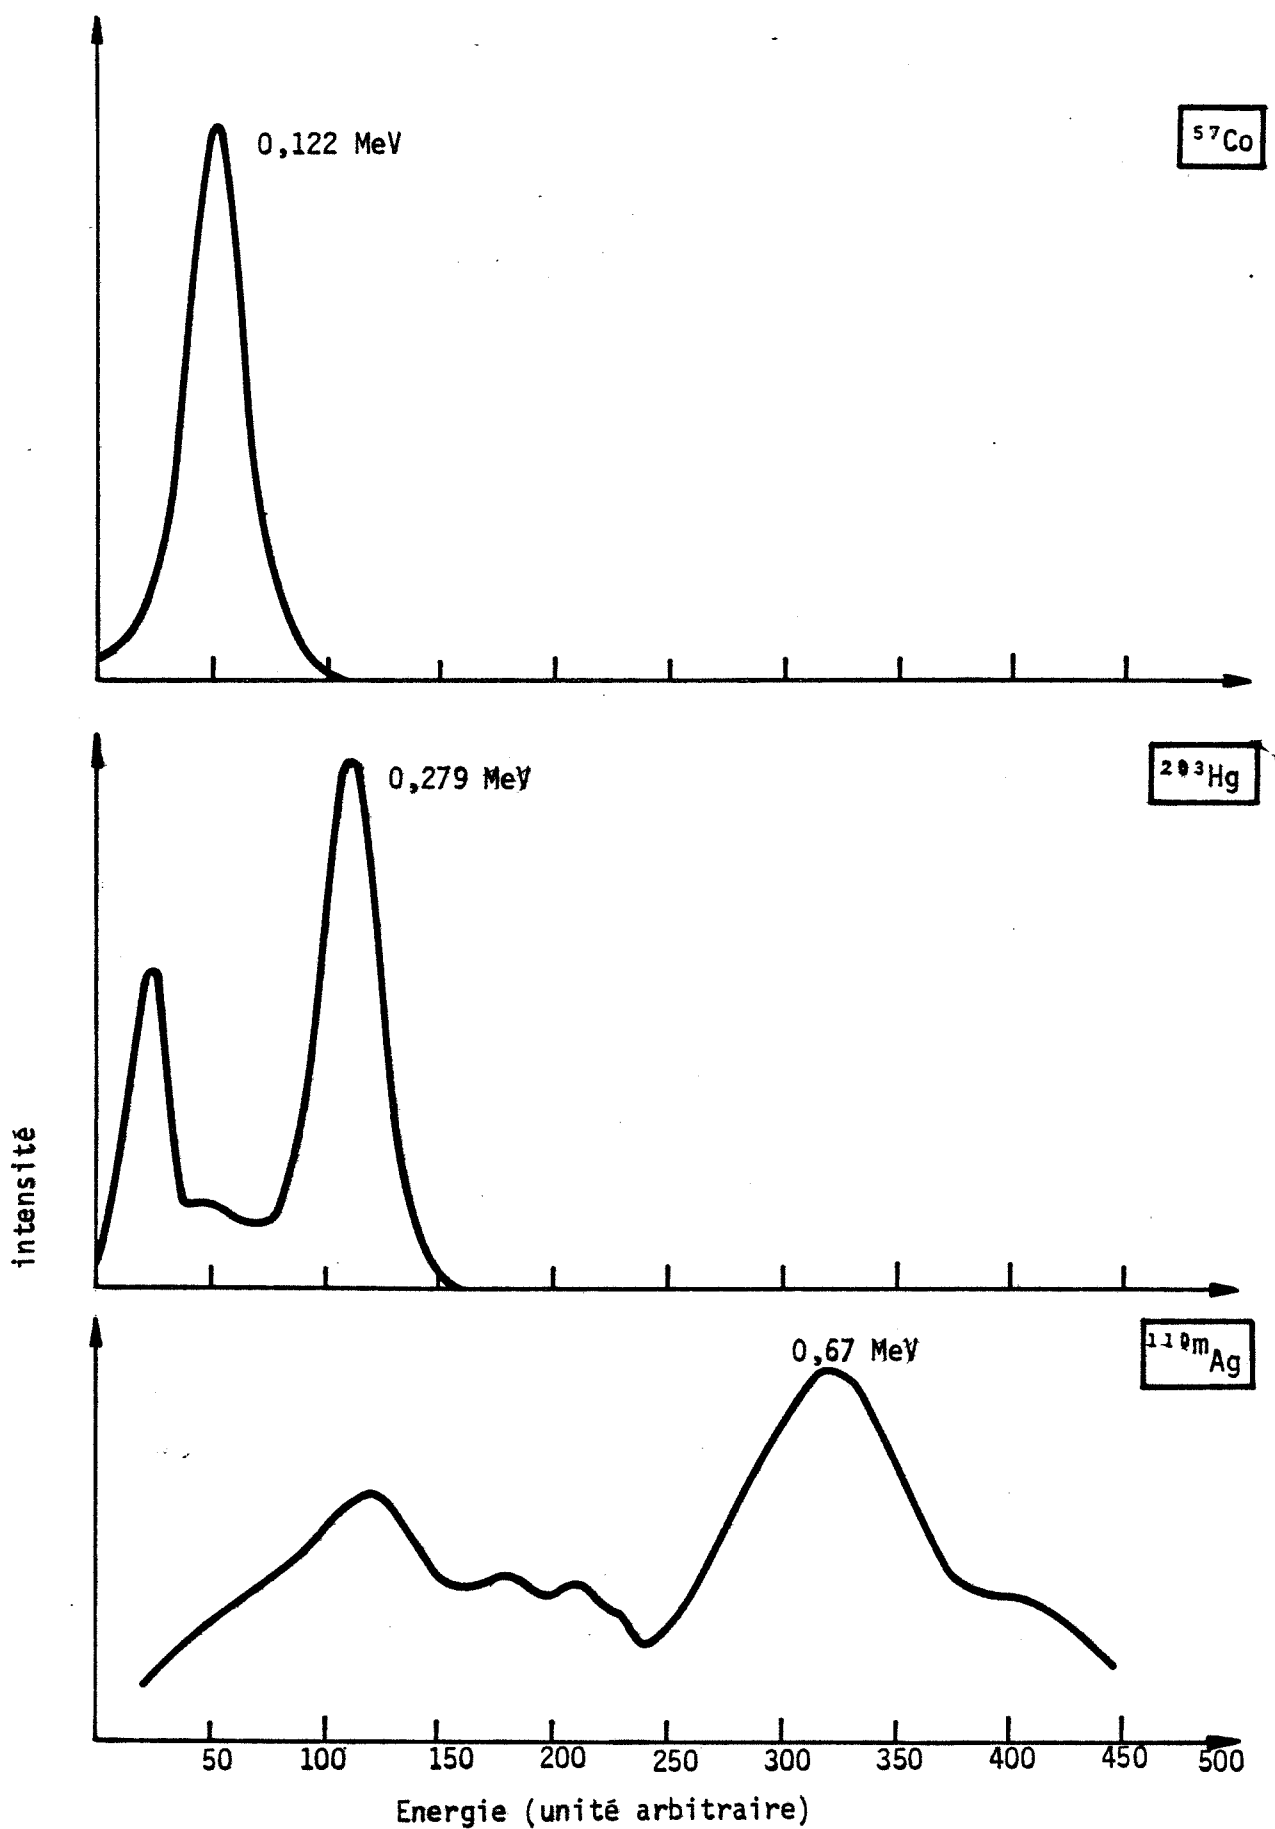 0,122 MeV
⁵⁷Co
0,279 MeV
²⁰³Hg
intensité
0,67 MeV
¹¹⁰ᵐAg
50 100 150 200 250 300 350 400 450 500
Energie (unité arbitraire)